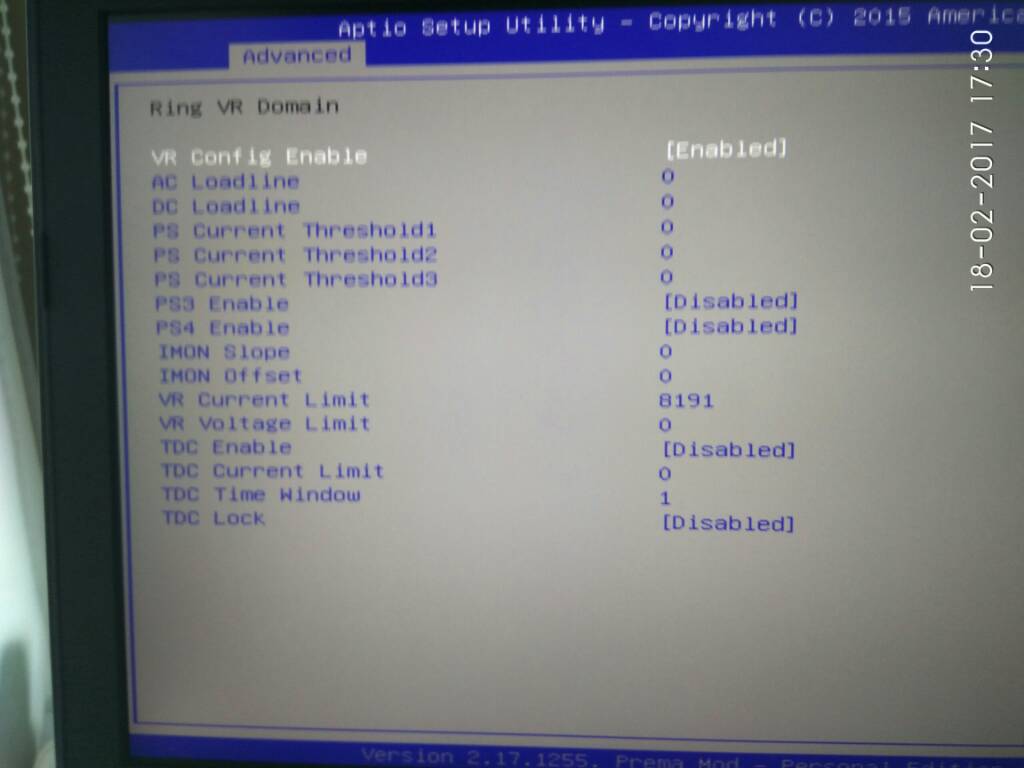 Aptio Setup Utility – Copyright (C) 2015 America
Advanced
Ring VR Domain
VR Config Enable [Enabled]
AC Loadline 0
DC Loadline 0
PS Current Threshold1 0
PS Current Threshold2 0
PS Current Threshold3 0
PS3 Enable [Disabled]
PS4 Enable [Disabled]
IMON Slope 0
IMON Offset 0
VR Current Limit 8191
VR Voltage Limit 0
TDC Enable [Disabled]
TDC Current Limit 0
TDC Time Window 1
TDC Lock [Disabled]
Version 2.17.1255. Prema Mod – Personal Edition
18-02-2017 17:30